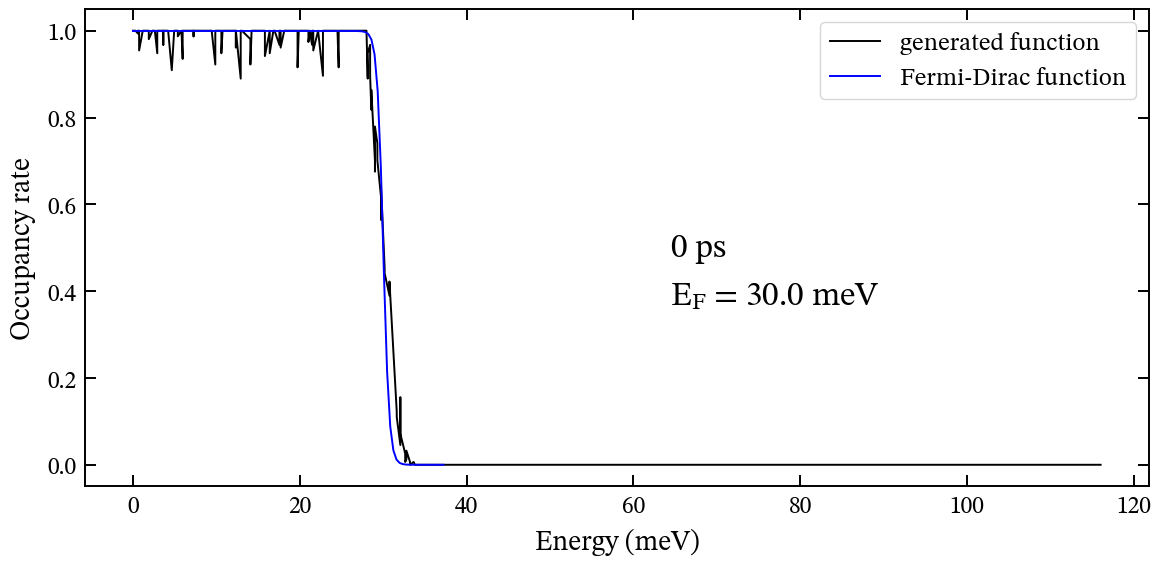 generated function
Fermi-Dirac function
1.0
0.8
0.6
0.4
0.2
0.0
Occupancy rate
0 ps
E_F = 30.0 meV
0 20 40 60 80 100 120
Energy (meV)